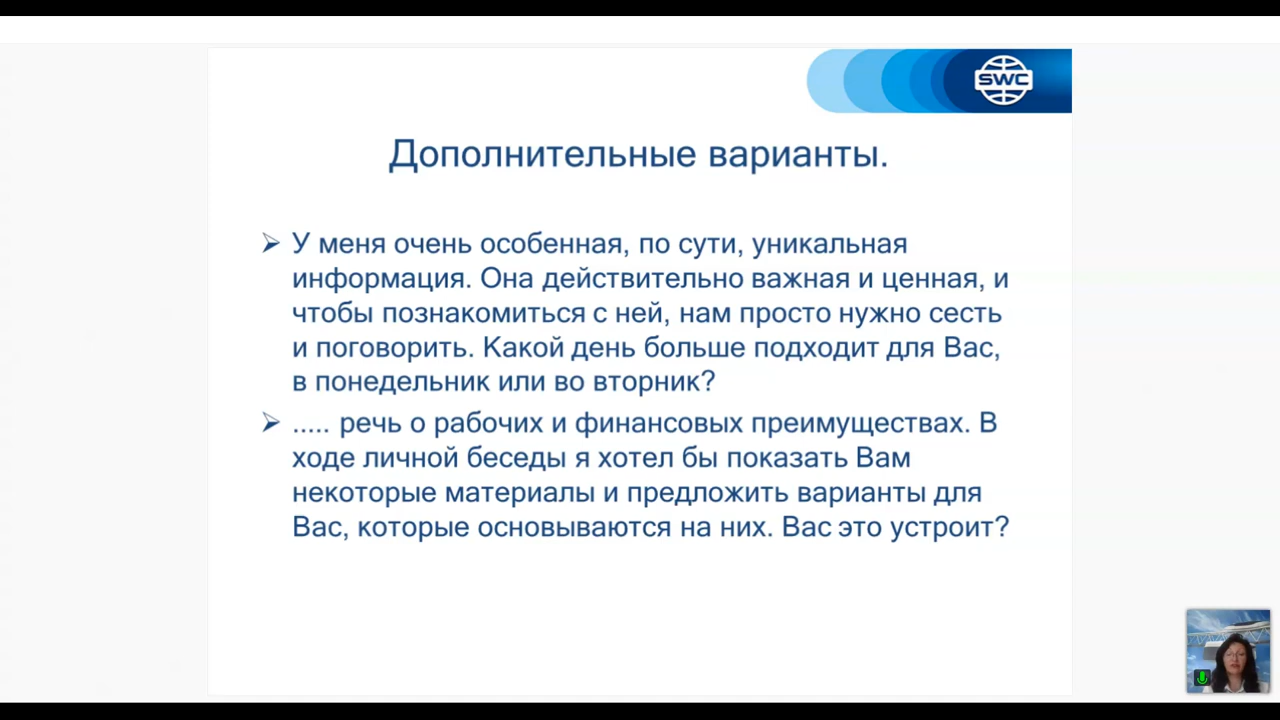 SWC
Дополнительные варианты.
У меня очень особенная, по сути, уникальная
информация. Она действительно важная и ценная, и
чтобы познакомиться с ней, нам просто нужно сесть
и поговорить. Какой день больше подходит для Вас,
в понедельник или во вторник?
..... речь о рабочих и финансовых преимуществах. В
ходе личной беседы я хотел бы показать Вам
некоторые материалы и предложить варианты для
Вас, которые основываются на них. Вас это устроит?